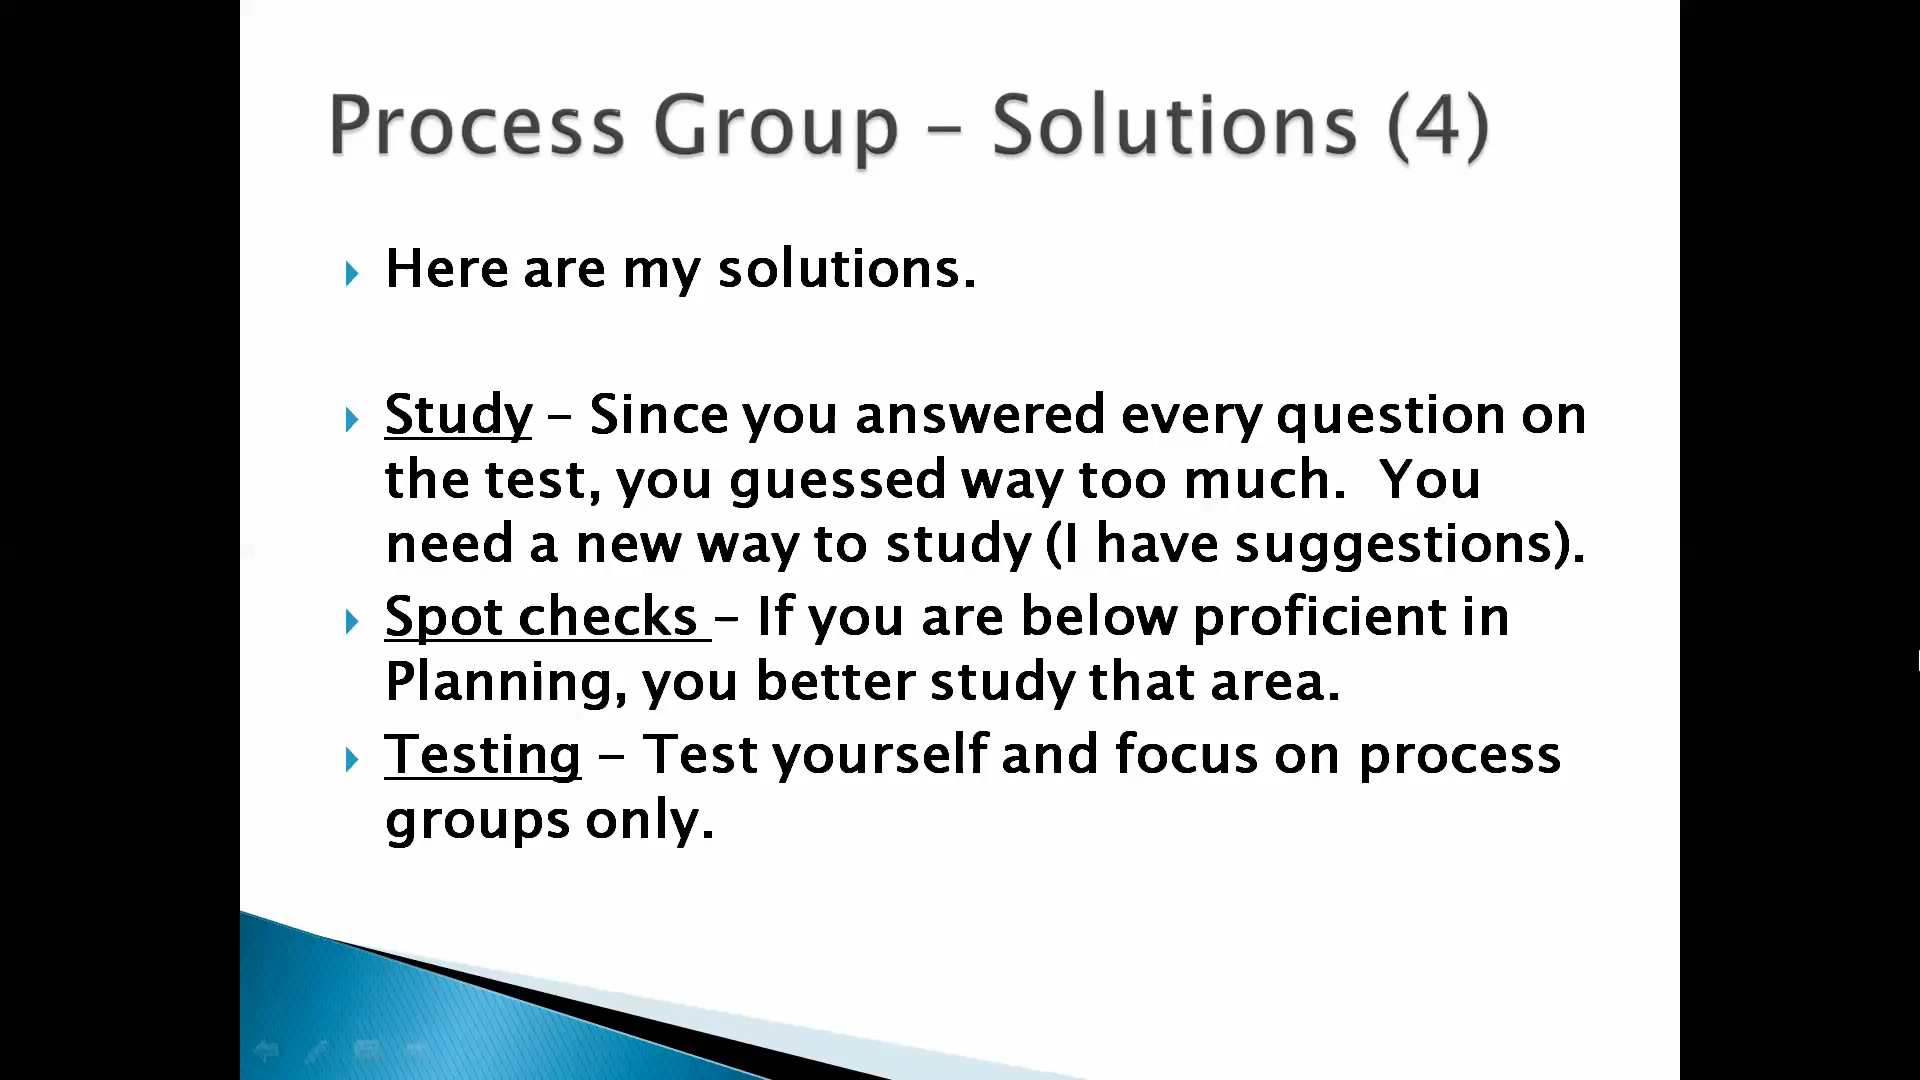 Process Group – Solutions (4)
Here are my solutions.
Study – Since you answered every question on
the test, you guessed way too much.  You
need a new way to study (I have suggestions).
Spot checks – If you are below proficient in
Planning, you better study that area.
Testing – Test yourself and focus on process
groups only.